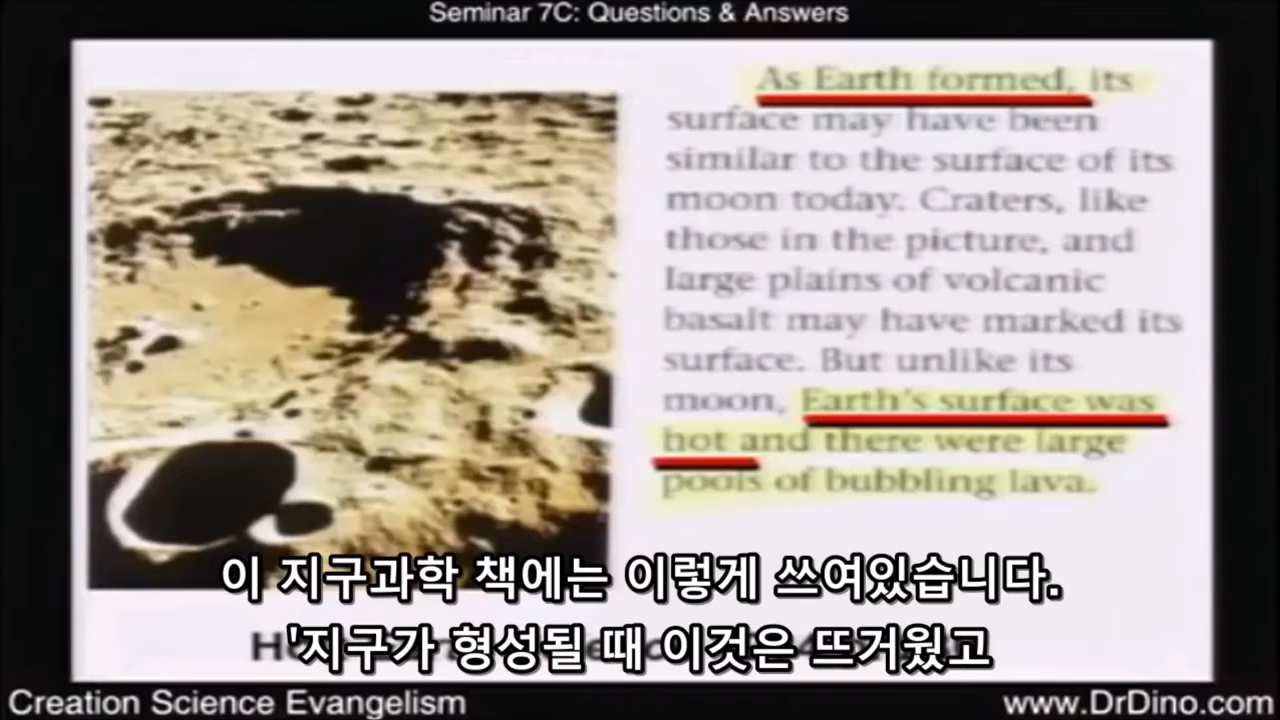 Seminar 7C: Questions & Answers
As Earth formed, its
surface may have been
similar to the surface of its
moon today. Craters, like
those in the picture, and
large plains of volcanic
basalt may have marked its
surface. But unlike its
moon, Earth's surface was
hot and there were large
pools of bubbling lava.
이 지구과학 책에는 이렇게 쓰여있습니다.
'지구가 형성될 때 이것은 뜨거웠고
Creation Science Evangelism
www.DrDino.com